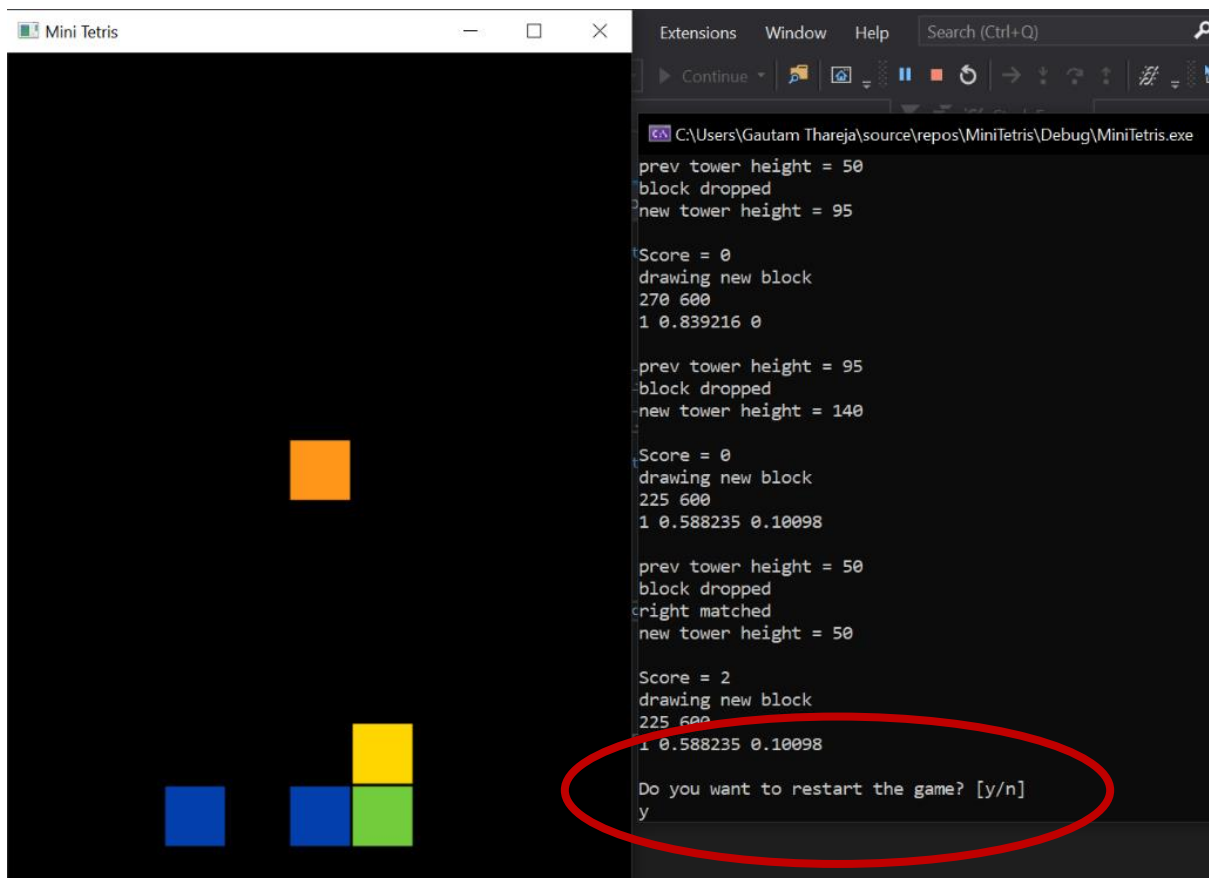 Mini Tetris
Extensions Window Help Search (Ctrl+Q)
Continue
C:\Users\Gautam Thareja\source\repos\MiniTetris\Debug\MiniTetris.exe
prev tower height = 50
block dropped
new tower height = 95
Score = 0
drawing new block
270 600
1 0.839216 0
prev tower height = 95
block dropped
new tower height = 140
Score = 0
drawing new block
225 600
1 0.588235 0.10098
prev tower height = 50
block dropped
right matched
new tower height = 50
Score = 2
drawing new block
225 600
1 0.588235 0.10098
Do you want to restart the game? [y/n]
y